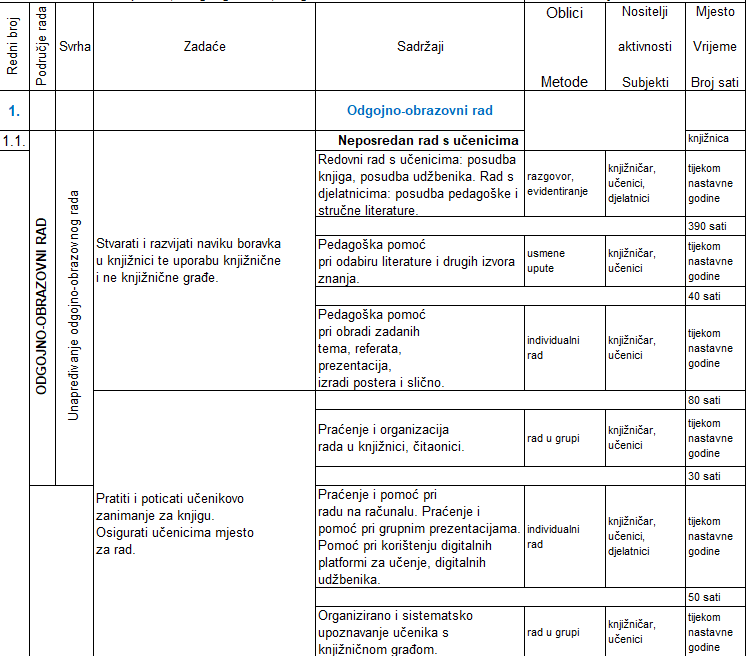 Redni broj
Područje rada
Svrha
Zadaće
Sadržaji
Oblici
Metode
Nositelji
aktivnosti
Subjekti
Mjesto
Vrijeme
Broj sati
1.
Odgojno-obrazovni rad
1.1.
Neposredan rad s učenicima
knjižnica
ODGOJNO-OBRAZOVNI RAD
Unapređivanje odgojno-obrazovnog rada
Stvarati i razvijati naviku boravka
u knjižnici te uporabu knjižnične
i ne knjižnične građe.
Redovni rad s učenicima: posudba
knjiga, posudba udžbenika. Rad s
djelatnicima: posudba pedagoške i
stručne literature.
razgovor,
evidentiranje
knjižničar,
učenici,
djelatnici
tijekom
nastavne
godine
390 sati
Pedagoška pomoć
pri odabiru literature i drugih izvora
znanja.
usmene
upute
knjižničar,
učenici
tijekom
nastavne
godine
40 sati
Pedagoška pomoć
pri obradi zadanih
tema, referata,
prezentacija,
izradi postera i slično.
individualni
rad
knjižničar,
učenici
tijekom
nastavne
godine
80 sati
Pratiti i poticati učenikovo
zanimanje za knjigu.
Osigurati učenicima mjesto
za rad.
Praćenje i organizacija
rada u knjižnici, čitaonici.
rad u grupi
knjižničar,
učenici
tijekom
nastavne
godine
30 sati
Praćenje i pomoć pri
radu na računalu. Praćenje i
pomoć pri grupnim prezentacijama.
Pomoć pri korištenju digitalnih
platformi za učenje, digitalnih
udžbenika.
individualni
rad
knjižničar,
učenici,
djelatnici
tijekom
nastavne
godine
50 sati
Organizirano i sistematsko
upoznavanje učenika s
knjižničnom građom.
rad u grupi
knjižničar,
učenici
tijekom
nastavne
godine